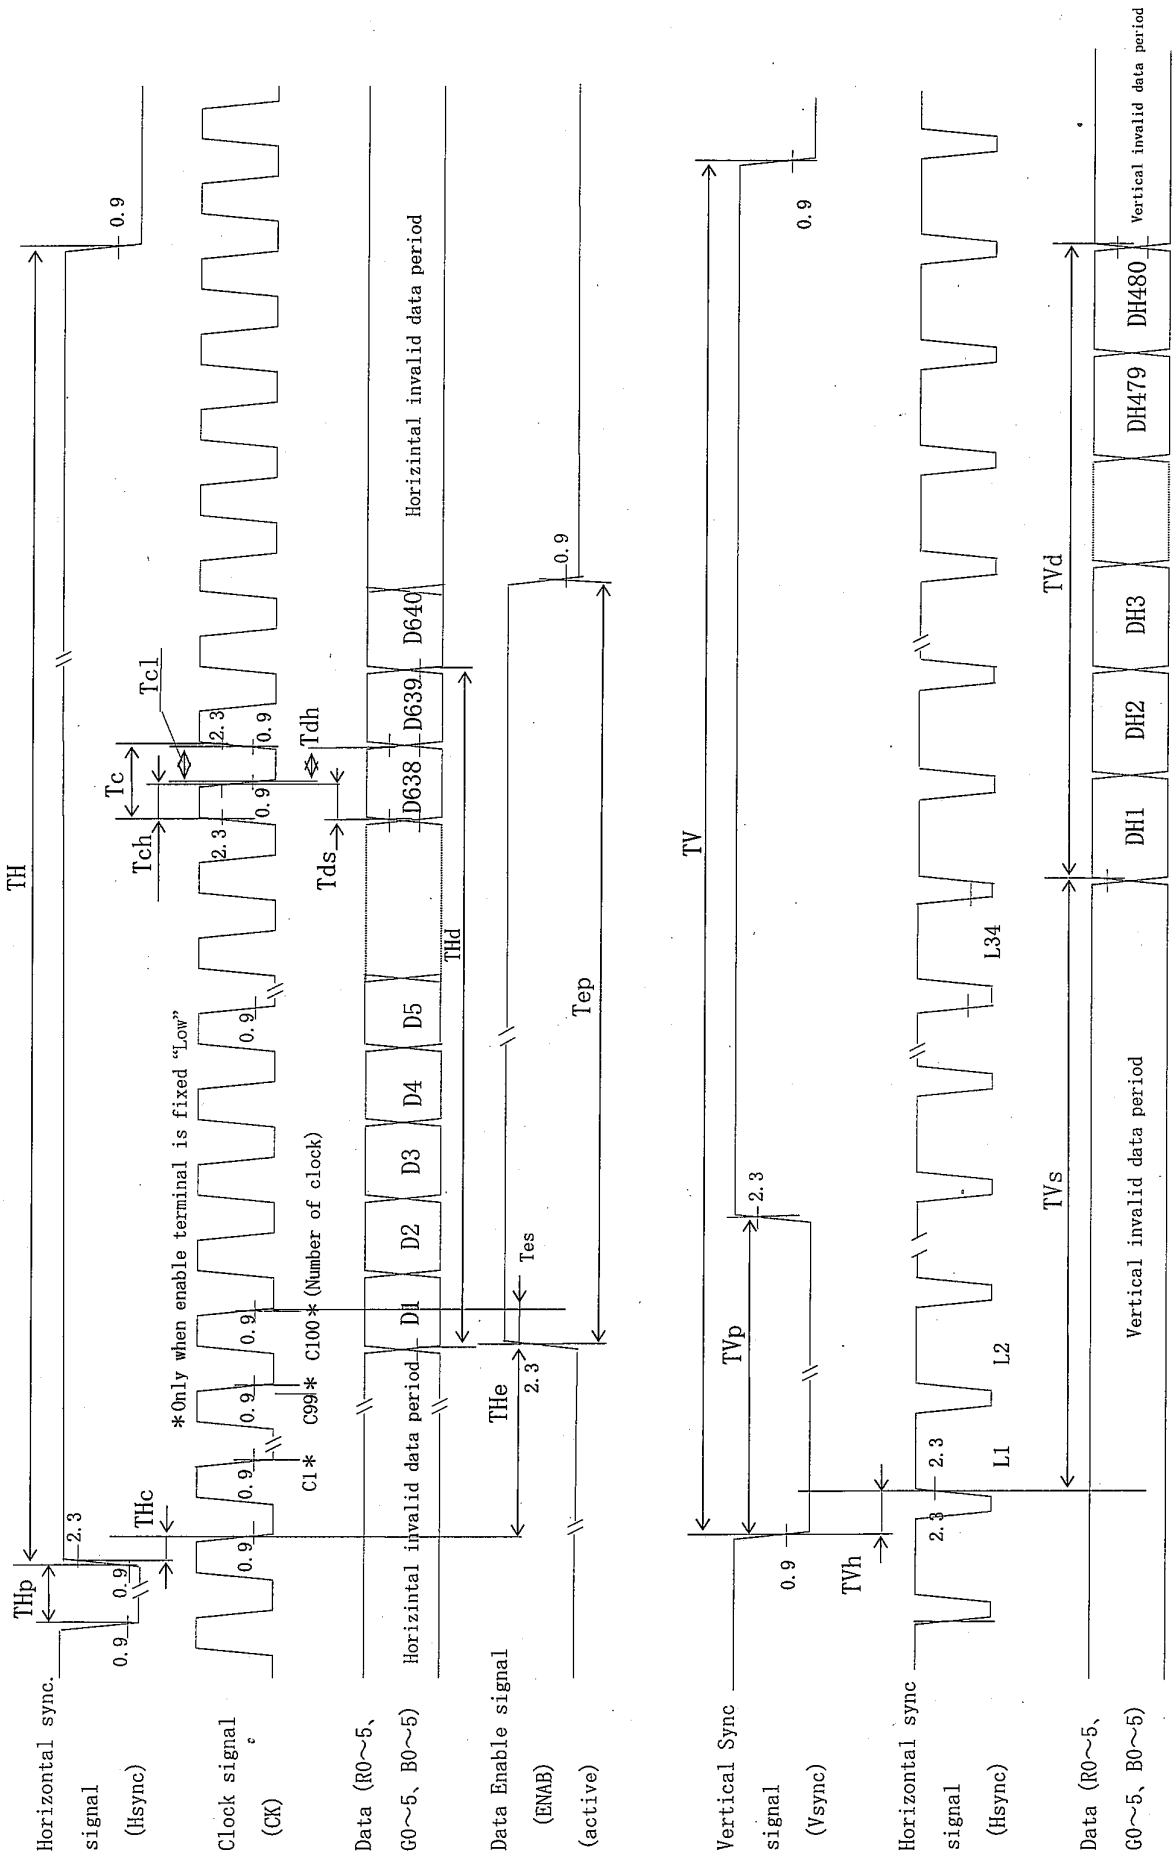 TH
THp
2.3
THc
0.9
0.9
0.9
Horizontal sync.
signal
(Hsync)
*Only when enable terminal is fixed “Low”
Tch
Tc
Tcl
2.3
0.9
2.3
0.9
0.9
0.9
0.9
0.9
0.9
Clock signal
(CK)
C1*
C99*
C100*(Number of clock)
Tds
Tdh
Data (R0～5、
G0～5、B0～5)
Horizintal invalid data period
D1
D2
D3
D4
D5
D638
D639
D640
Horizintal invalid data period
THd
THe
Tes
2.3
0.9
Data Enable signal
(ENAB)
(active)
Tep
TV
TVp
2.3
0.9
0.9
Vertical Sync
signal
(Vsync)
TVh
2.3
2.3
Horizontal sync
signal
(Hsync)
L1
L2
L34
TVs
TVd
Data (R0～5、
G0～5、B0～5)
Vertical invalid data period
DH1
DH2
DH3
DH479
DH480
Vertical invalid data period